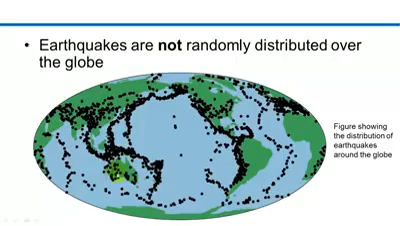 • Earthquakes are not randomly distributed over
the globe
Figure showing
the distribution of
earthquakes
around the globe